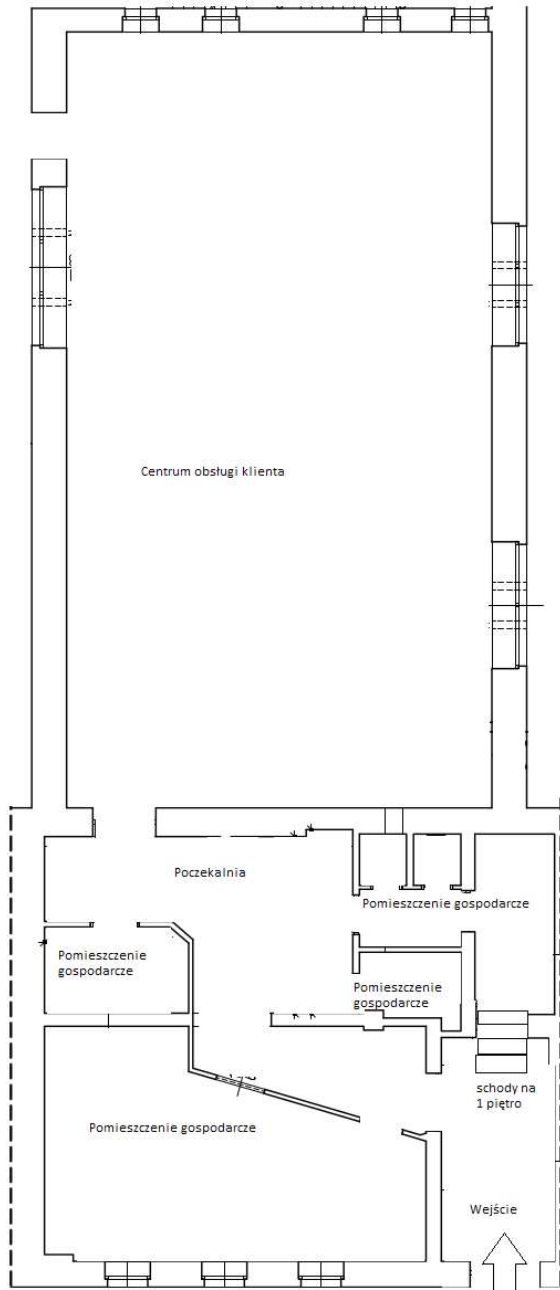 Centrum obsługi klienta
Poczekalnia
Pomieszczenie gospodarcze
Pomieszczenie
gospodarcze
Pomieszczenie
gospodarcze
schody na
1 piętro
Pomieszczenie gospodarcze
Wejście